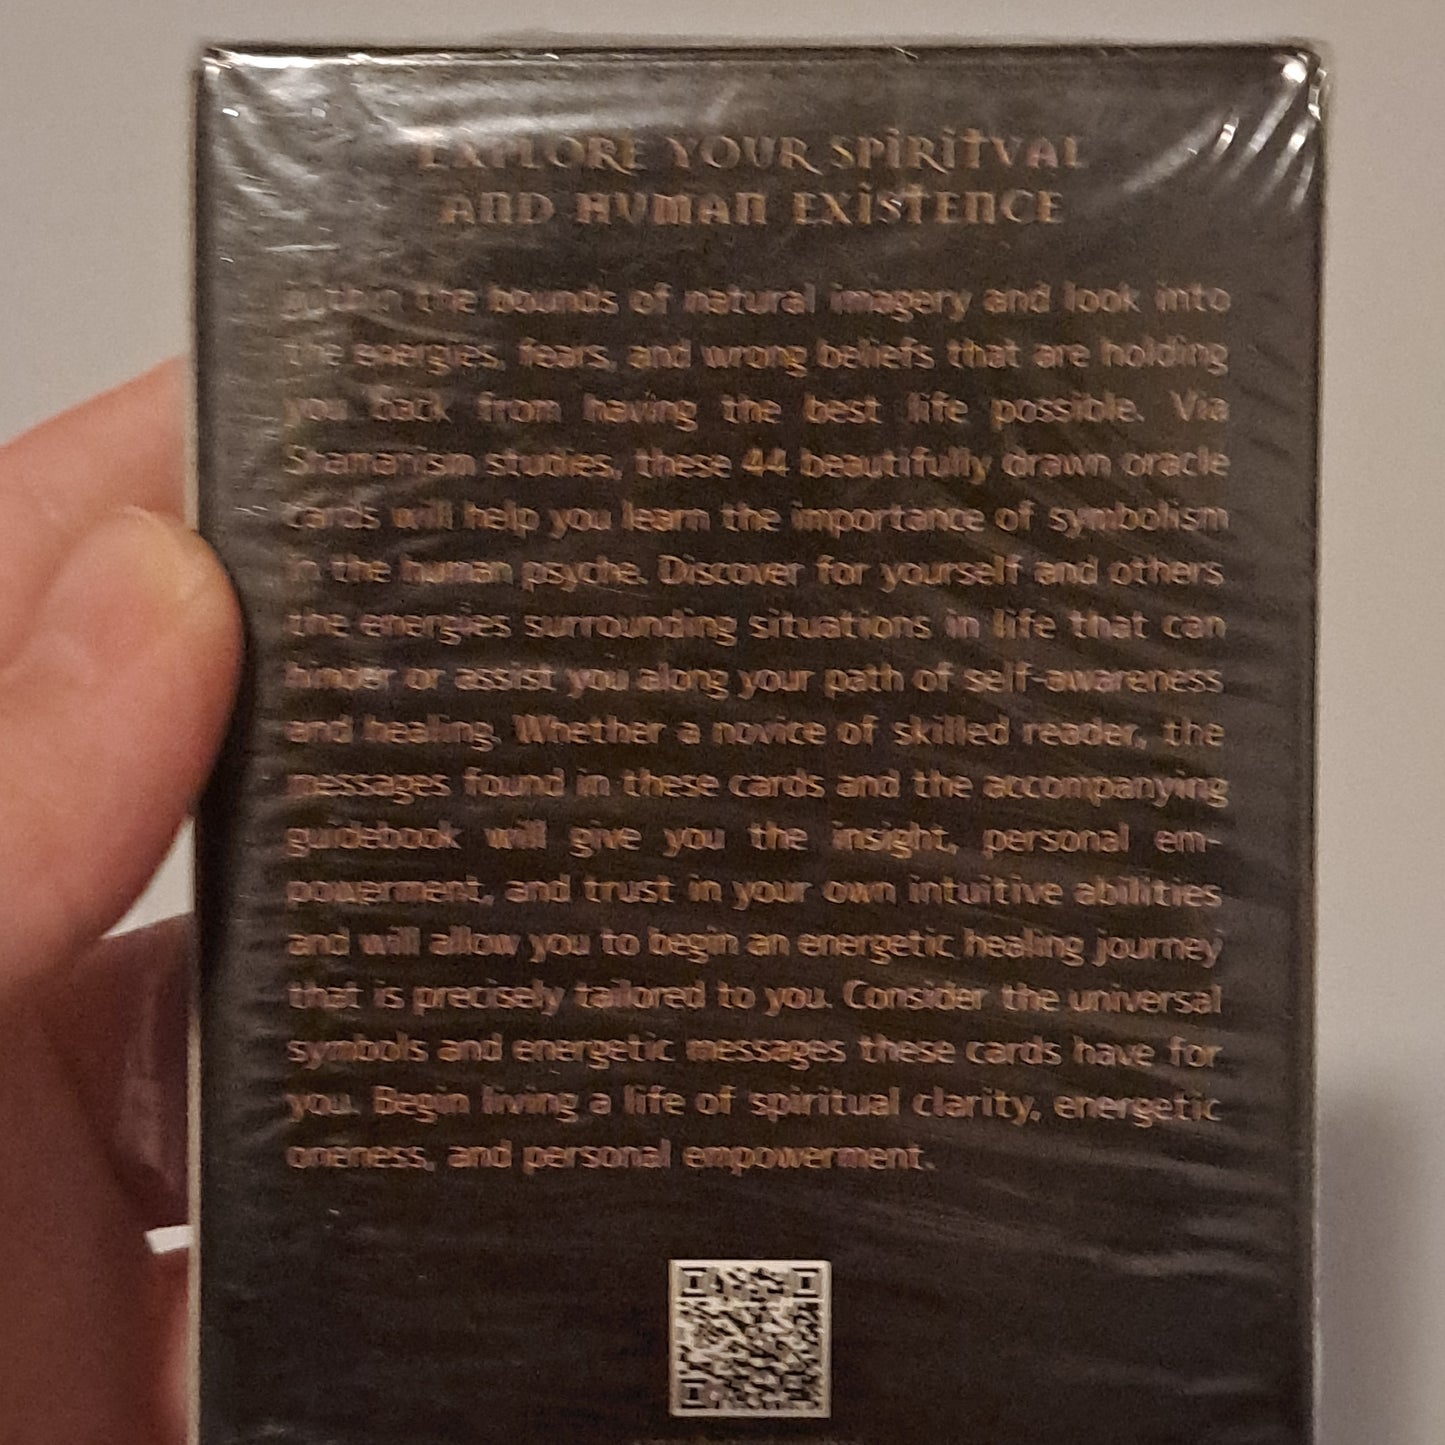 EXPLORE YOUR SPIRITVAL
AND HVMAN EXISTENCE
within the bounds of natural imagery and look into
the energies, fears, and wrong beliefs that are holding
you back from having the best life possible. Via
Shamanism studies, these 44 beautifully drawn oracle
cards will help you learn the importance of symbolism
in the human psyche. Discover for yourself and others
the energies surrounding situations in life that can
hinder or assist you along your path of self-awareness
and healing. Whether a novice of skilled reader, the
messages found in these cards and the accompanying
guidebook will give you the insight, personal em-
powerment, and trust in your own intuitive abilities
and will allow you to begin an energetic healing journey
that is precisely tailored to you. Consider the universal
symbols and energetic messages these cards have for
you. Begin living a life of spiritual clarity, energetic
oneness, and personal empowerment.